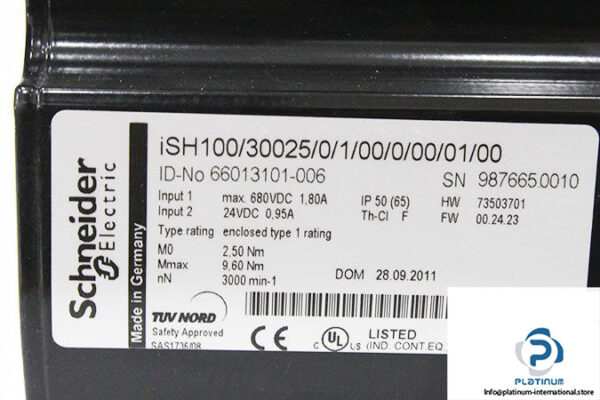 Schneider
Electric
Made in Germany
iSH100/30025/0/1/00/0/00/01/00
ID-No 66013101-006
SN 987665.0010
Input 1 max. 680VDC 1,80A IP 50 (65) HW 73503701
Input 2 24VDC 0,95A Th-Cl F FW 00.24.23
Type rating enclosed type 1 rating
M0 2,50 Nm
Mmax 9,60 Nm
nN 3000 min-1
DOM 28.09.2011
TUV NORD
Safety Approved
SAS1736/08
CE
C UL US LISTED
(IND. CONT.EQ
PLATINUM
https://platinum-international.store